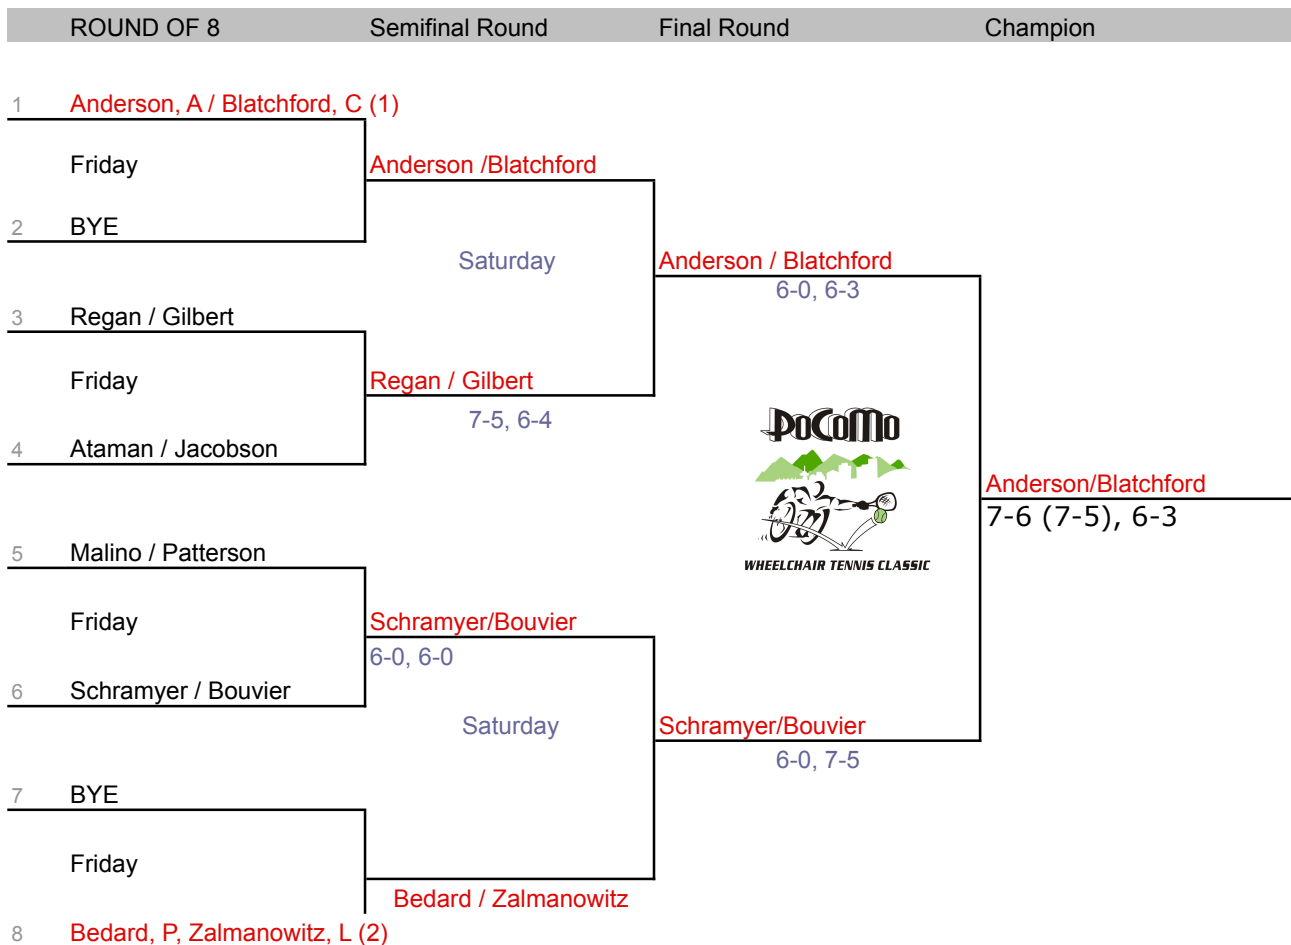 ROUND OF 8 Semifinal Round Final Round Champion
1 Anderson, A / Blatchford, C (1)
Friday Anderson /Blatchford
2 BYE
Saturday Anderson / Blatchford
6-0, 6-3
3 Regan / Gilbert
Friday Regan / Gilbert
7-5, 6-4
4 Ataman / Jacobson
PoCoMo
WHEELCHAIR TENNIS CLASSIC
Anderson/Blatchford
7-6 (7-5), 6-3
5 Malino / Patterson
Friday Schramyer/Bouvier
6-0, 6-0
6 Schramyer / Bouvier
Saturday Schramyer/Bouvier
6-0, 7-5
7 BYE
Friday
Bedard / Zalmanowitz
8 Bedard, P, Zalmanowitz, L (2)